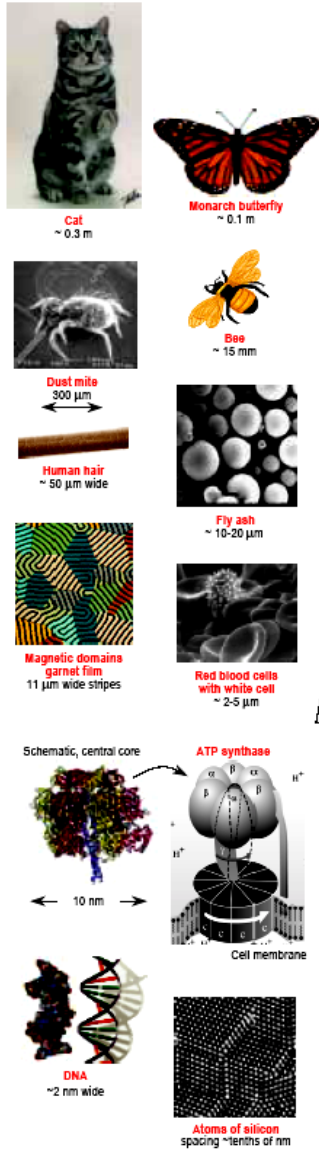 Cat
~ 0.3 m
Monarch butterfly
~ 0.1 m
Dust mite
300 μm
Bee
~ 15 mm
Human hair
~ 50 μm wide
Fly ash
~ 10-20 μm
Magnetic domains
garnet film
11 μm wide stripes
Red blood cells
with white cell
~ 2-5 μm
Schematic, central core
ATP synthase
β
α α
β β
H⁺
H⁺
c c c c
10 nm
Cell membrane
DNA
~2 nm wide
Atoms of silicon
spacing ~tenths of nm